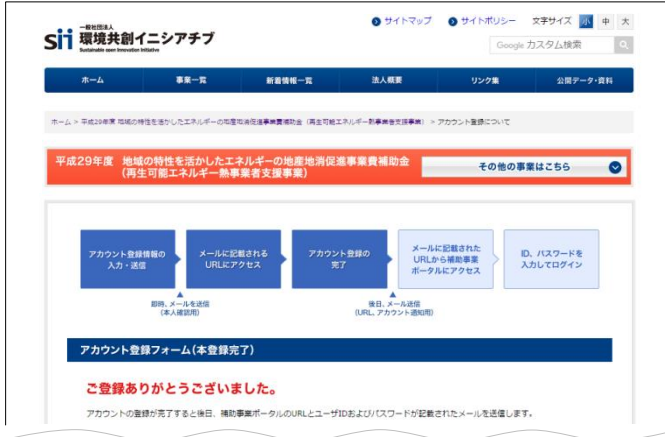 サイトマップ サイトポリシー 文字サイズ 小 中 大
一般社団法人
sii 環境共創イニシアチブ
Sustainable open Innovation Initiative
Google カスタム検索
ホーム 事業一覧 新着情報一覧 法人概要 リンク集 公開データ・資料
ホーム > 平成29年度 地域の特性を活かしたエネルギーの地産地消促進事業費補助金（再生可能エネルギー熱事業者支援事業） > アカウント登録について
平成29年度 地域の特性を活かしたエネルギーの地産地消促進事業費補助金
(再生可能エネルギー熱事業者支援事業)
その他の事業はこちら
アカウント登録情報の
入力・送信
メールに記載される
URLにアクセス
アカウント登録の
完了
メールに記載された
URLから補助事業
ポータルにアクセス
ID、パスワードを
入力してログイン
即時、メールを送信
(本人確認用)
後日、メール送信
(URL, アカウント通知用)
アカウント登録フォーム(本登録完了)
ご登録ありがとうございました。
アカウントの登録が完了すると後日、補助事業ポータルのURLとユーザIDおよびパスワードが記載されたメールを送信します。